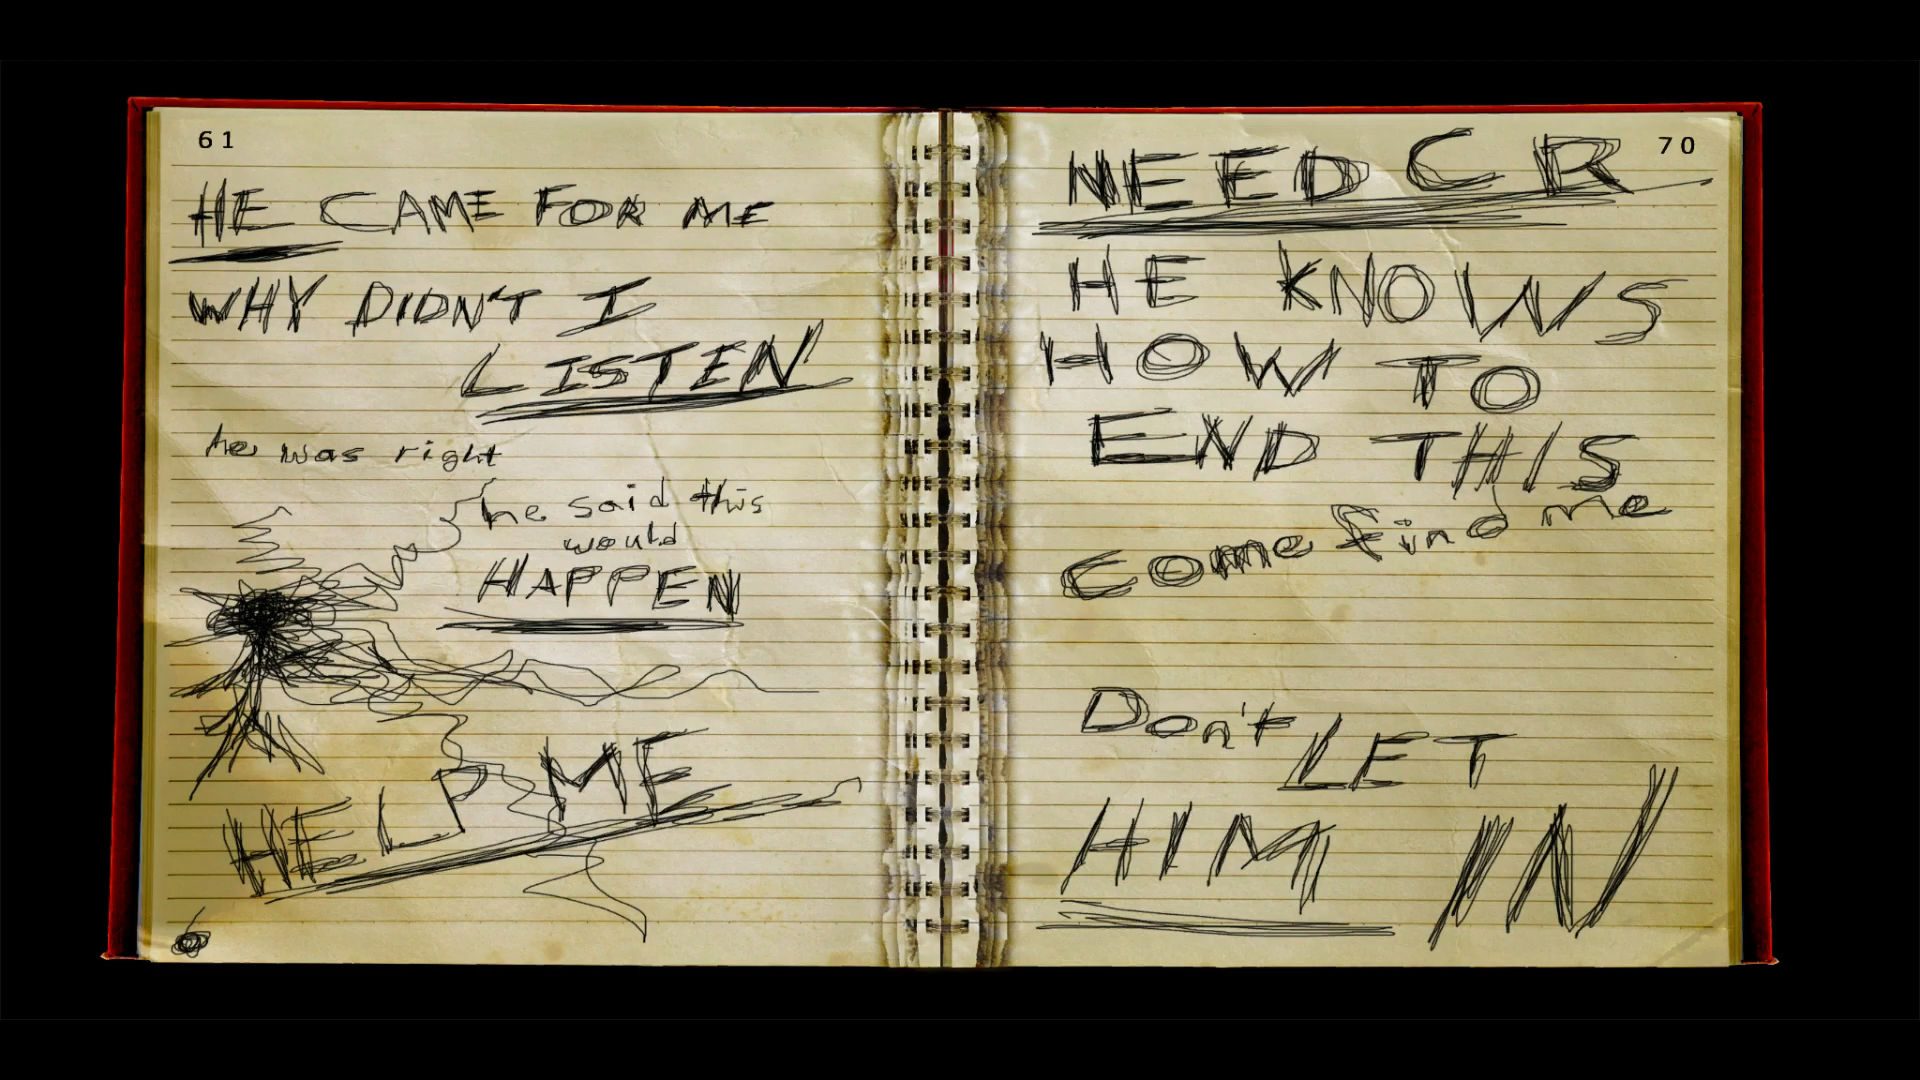 61
HE CAME FOR ME
WHY DIDN'T I
LISTEN
he was right
he said this
would
HAPPEN
HELP ME
70
NEED CR
HE KNOWS
HOW TO
END THIS
come find me
Don't LET
HIM IN